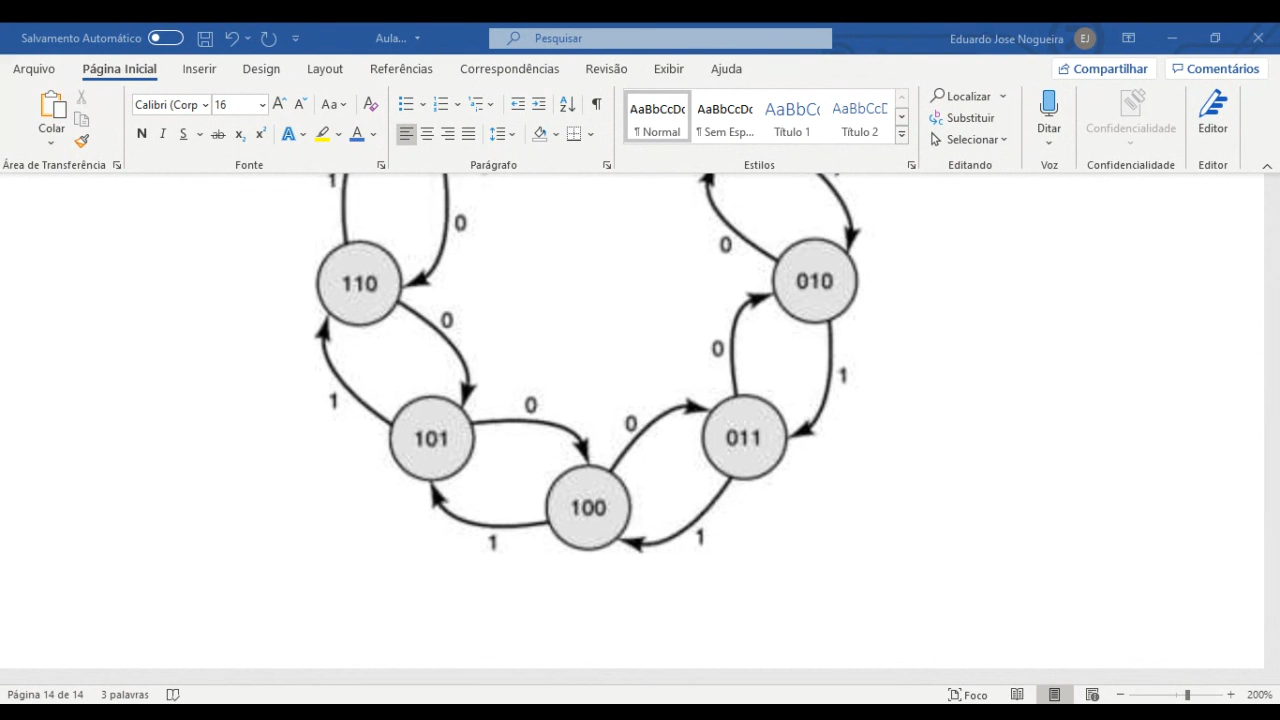 Salvamento Automático
Aula...
Pesquisar
Eduardo Jose Nogueira
EJ
Arquivo
Página Inicial
Inserir
Design
Layout
Referências
Correspondências
Revisão
Exibir
Ajuda
Compartilhar
Comentários
Colar
Calibri (Corp
16
A
A
Aa
A
N
I
S
ab
x2
x2
A
A
AaBbCcDc
¶ Normal
AaBbCcDc
¶ Sem Esp...
AaBbCc
Título 1
AaBbCcD
Título 2
Localizar
Substituir
Selecionar
Ditar
Confidencialidade
Editor
Área de Transferência
Fonte
Parágrafo
Estilos
Editando
Voz
Confidencialidade
Editor
1
0
0
110
010
0
0
1
1
0
0
101
011
100
1
1
Página 14 de 14
3 palavras
Foco
200%